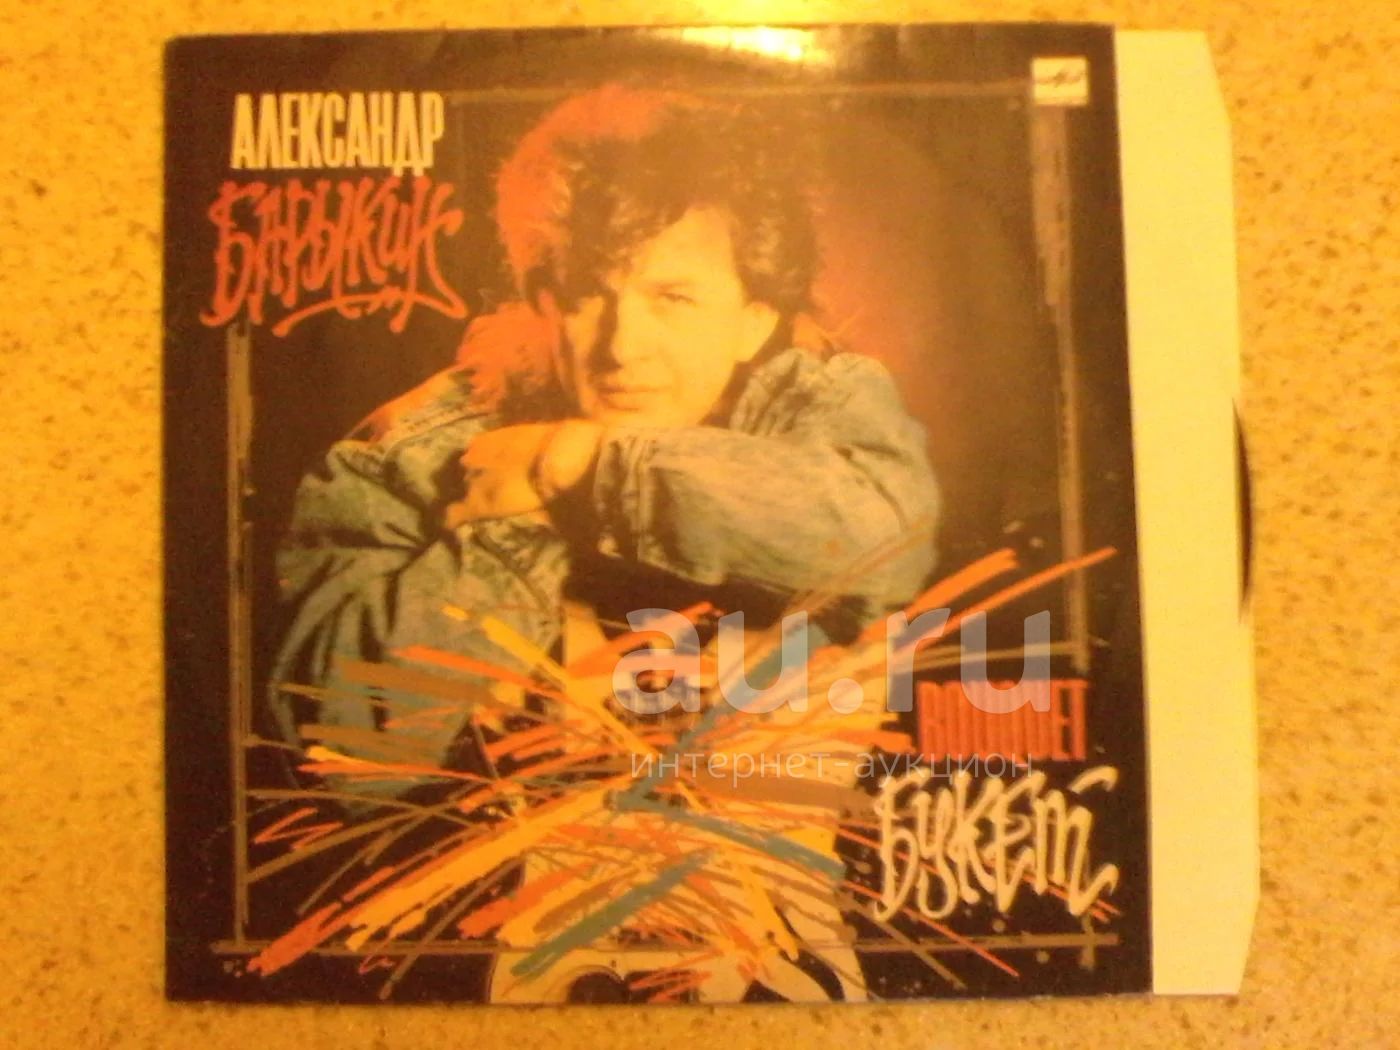 АЛЕКСАНДР
БАРЫКИН
au.ru
BOUQUET
интернет-аукцион
БУКЕТ